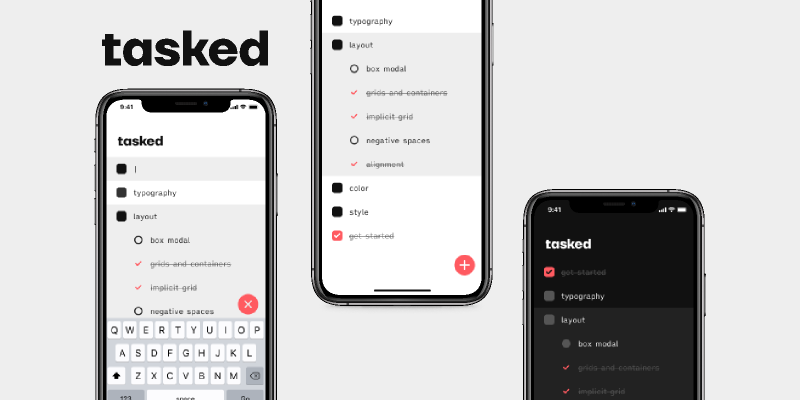 tasked
9:41
tasked
typography
layout
box modal
grids and containers
implicit grid
negative spaces
Q W E R T Y U I O P
A S D F G H J K L
Z X C V B N M
123 space Go
typography
layout
box modal
grids and containers
implicit grid
negative spaces
alignment
color
style
get started
9:41
tasked
get started
typography
layout
box modal
grids and containers
implicit grid